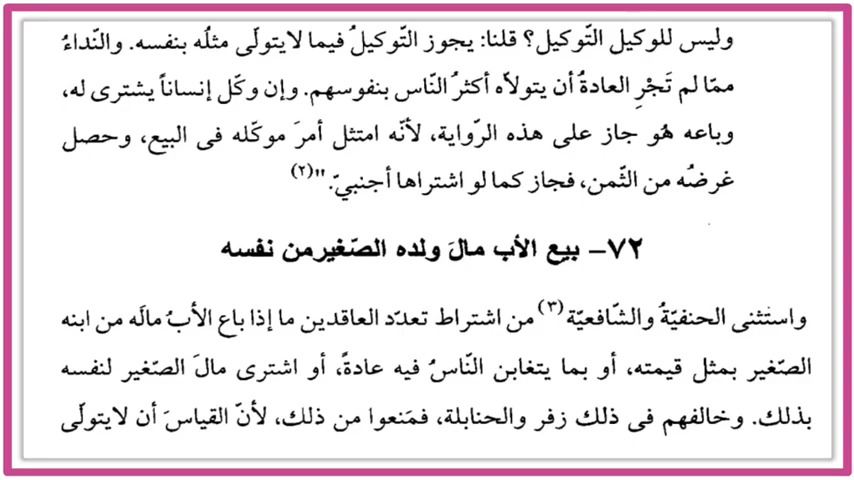 وليس للوكيل التّوكيل؟ قلنا: يجوز التّوكيلُ فيما لايتولّى مثلُه بنفسه. والنّداءُ
ممّا لم تَجْرِ العادةُ أن يتولاّه أكثرُ النّاس بنفوسهم. وإن وكّل إنساناً يشترى له،
وباعه هُو جاز على هذه الرّواية، لأنّه امتثل أمرَ موكّله فى البيع، وحصل
غرضُه من الثّمن، فجاز كما لو اشتراها أجنبيّ." (٢)
٧٢– بيع الأب مالَ ولده الصّغيرمن نفسه
واستثنى الحنفيّةُ والشّافعيّة (٣) من اشتراط تعدّد العاقدين ما إذا باع الأبُ مالَه من ابنه
الصّغير بمثل قيمته، أو بما يتغابن النّاسُ فيه عادةً، أو اشترى مالَ الصّغير لنفسه
بذلك. وخالفهم فى ذلك زفر والحنابلة، فمَنعوا من ذلك، لأنّ القياسَ أن لايتولّى